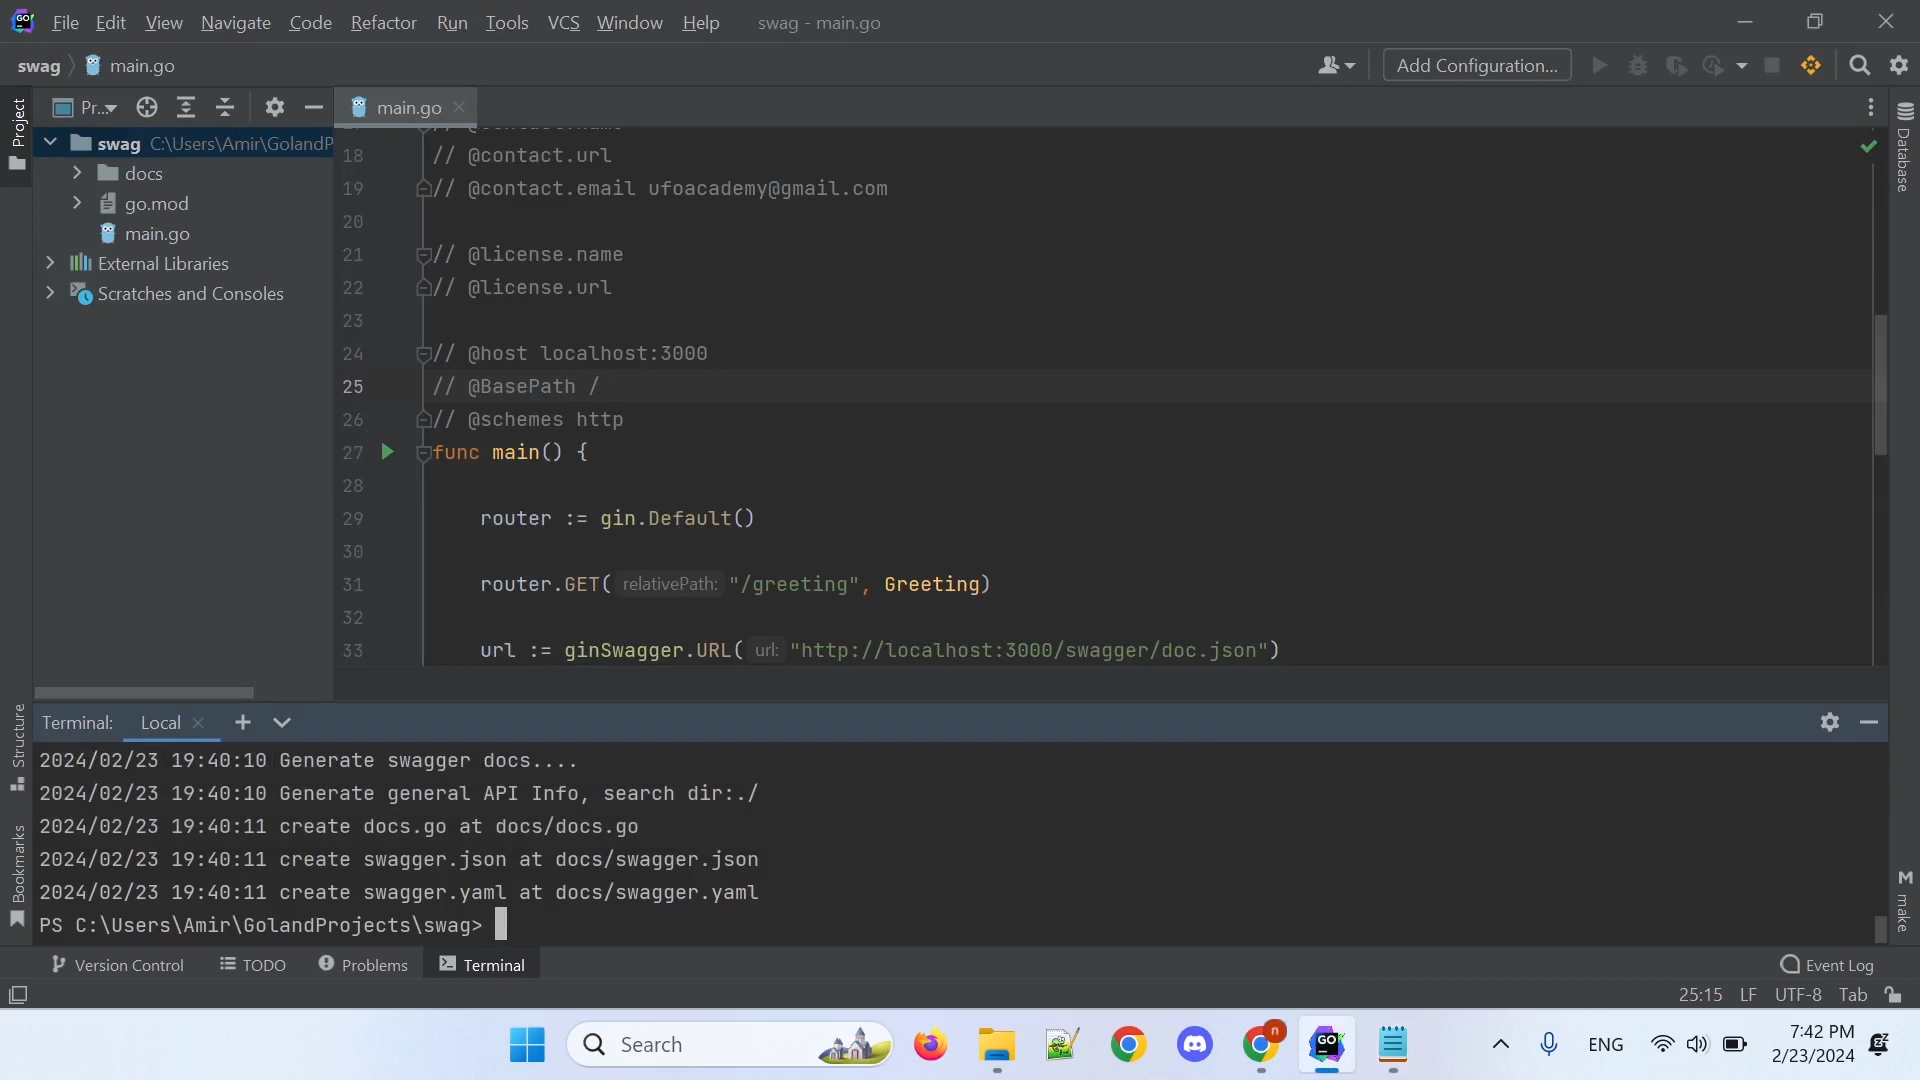 File Edit View Navigate Code Refactor Run Tools VCS Window Help swag - main.go
swag main.go Add Configuration...
Project Pr... main.go
swag C:\Users\Amir\GolandP
docs
go.mod
main.go
External Libraries
Scratches and Consoles
18 // @contact.url
19 // @contact.email ufoacademy@gmail.com
20
21 // @license.name
22 // @license.url
23
24 // @host localhost:3000
25 // @BasePath /
26 // @schemes http
27 func main() {
28
29 router := gin.Default()
30
31 router.GET( relativePath: "/greeting", Greeting)
32
33 url := ginSwagger.URL( url: "http://localhost:3000/swagger/doc.json")
Database
make
Structure
Bookmarks
Terminal: Local
2024/02/23 19:40:10 Generate swagger docs....
2024/02/23 19:40:10 Generate general API Info, search dir:./
2024/02/23 19:40:11 create docs.go at docs/docs.go
2024/02/23 19:40:11 create swagger.json at docs/swagger.json
2024/02/23 19:40:11 create swagger.yaml at docs/swagger.yaml
PS C:\Users\Amir\GolandProjects\swag>
Version Control TODO Problems Terminal Event Log
25:15 LF UTF-8 Tab
Search ENG 7:42 PM
2/23/2024